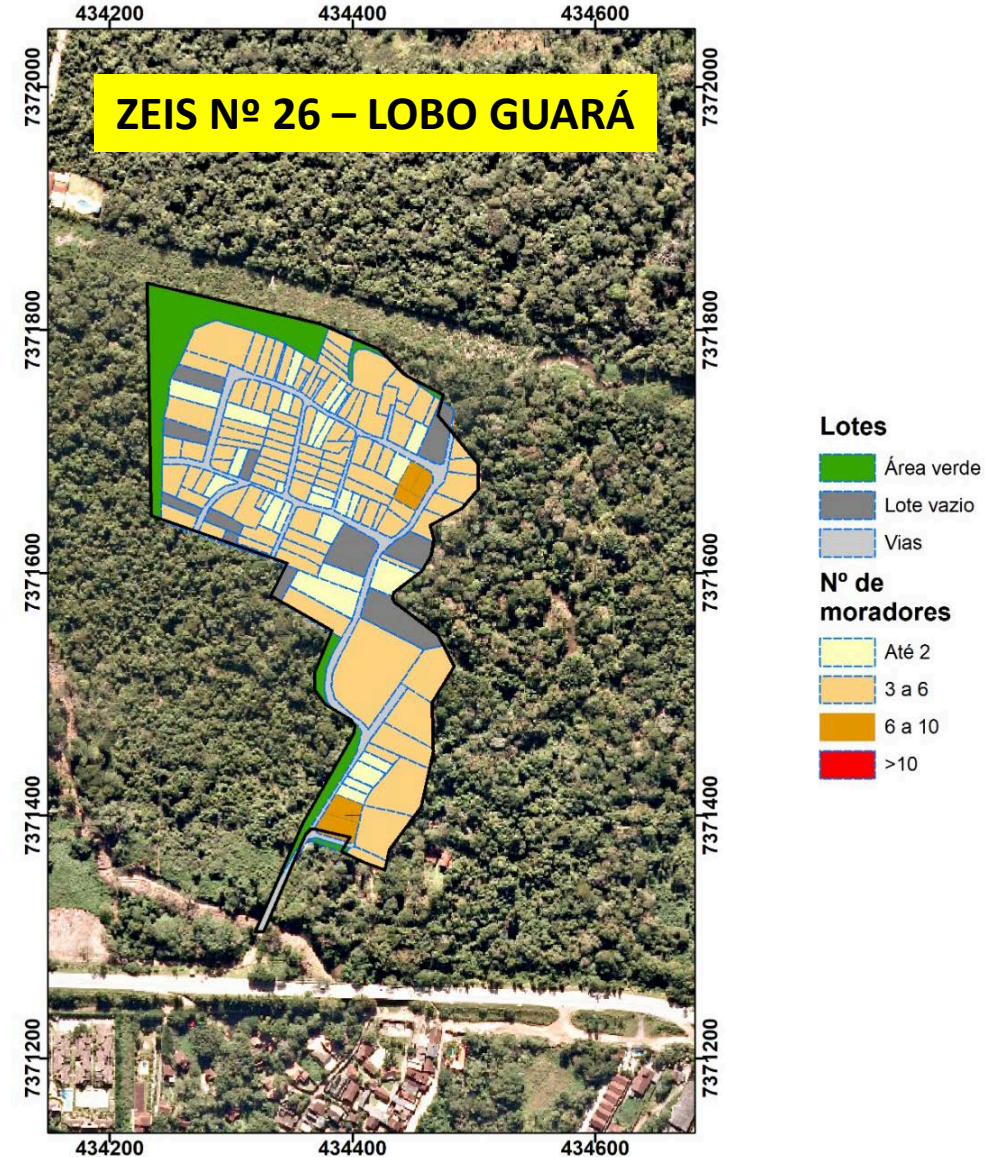 434200 434400 434600
7372000 7372000
ZEIS Nº 26 – LOBO GUARÁ
7371800 7371800
Lotes
Área verde
Lote vazio
Vias
7371600 7371600
Nº de
moradores
Até 2
3 a 6
6 a 10
>10
7371400 7371400
7371200 7371200
434200 434400 434600